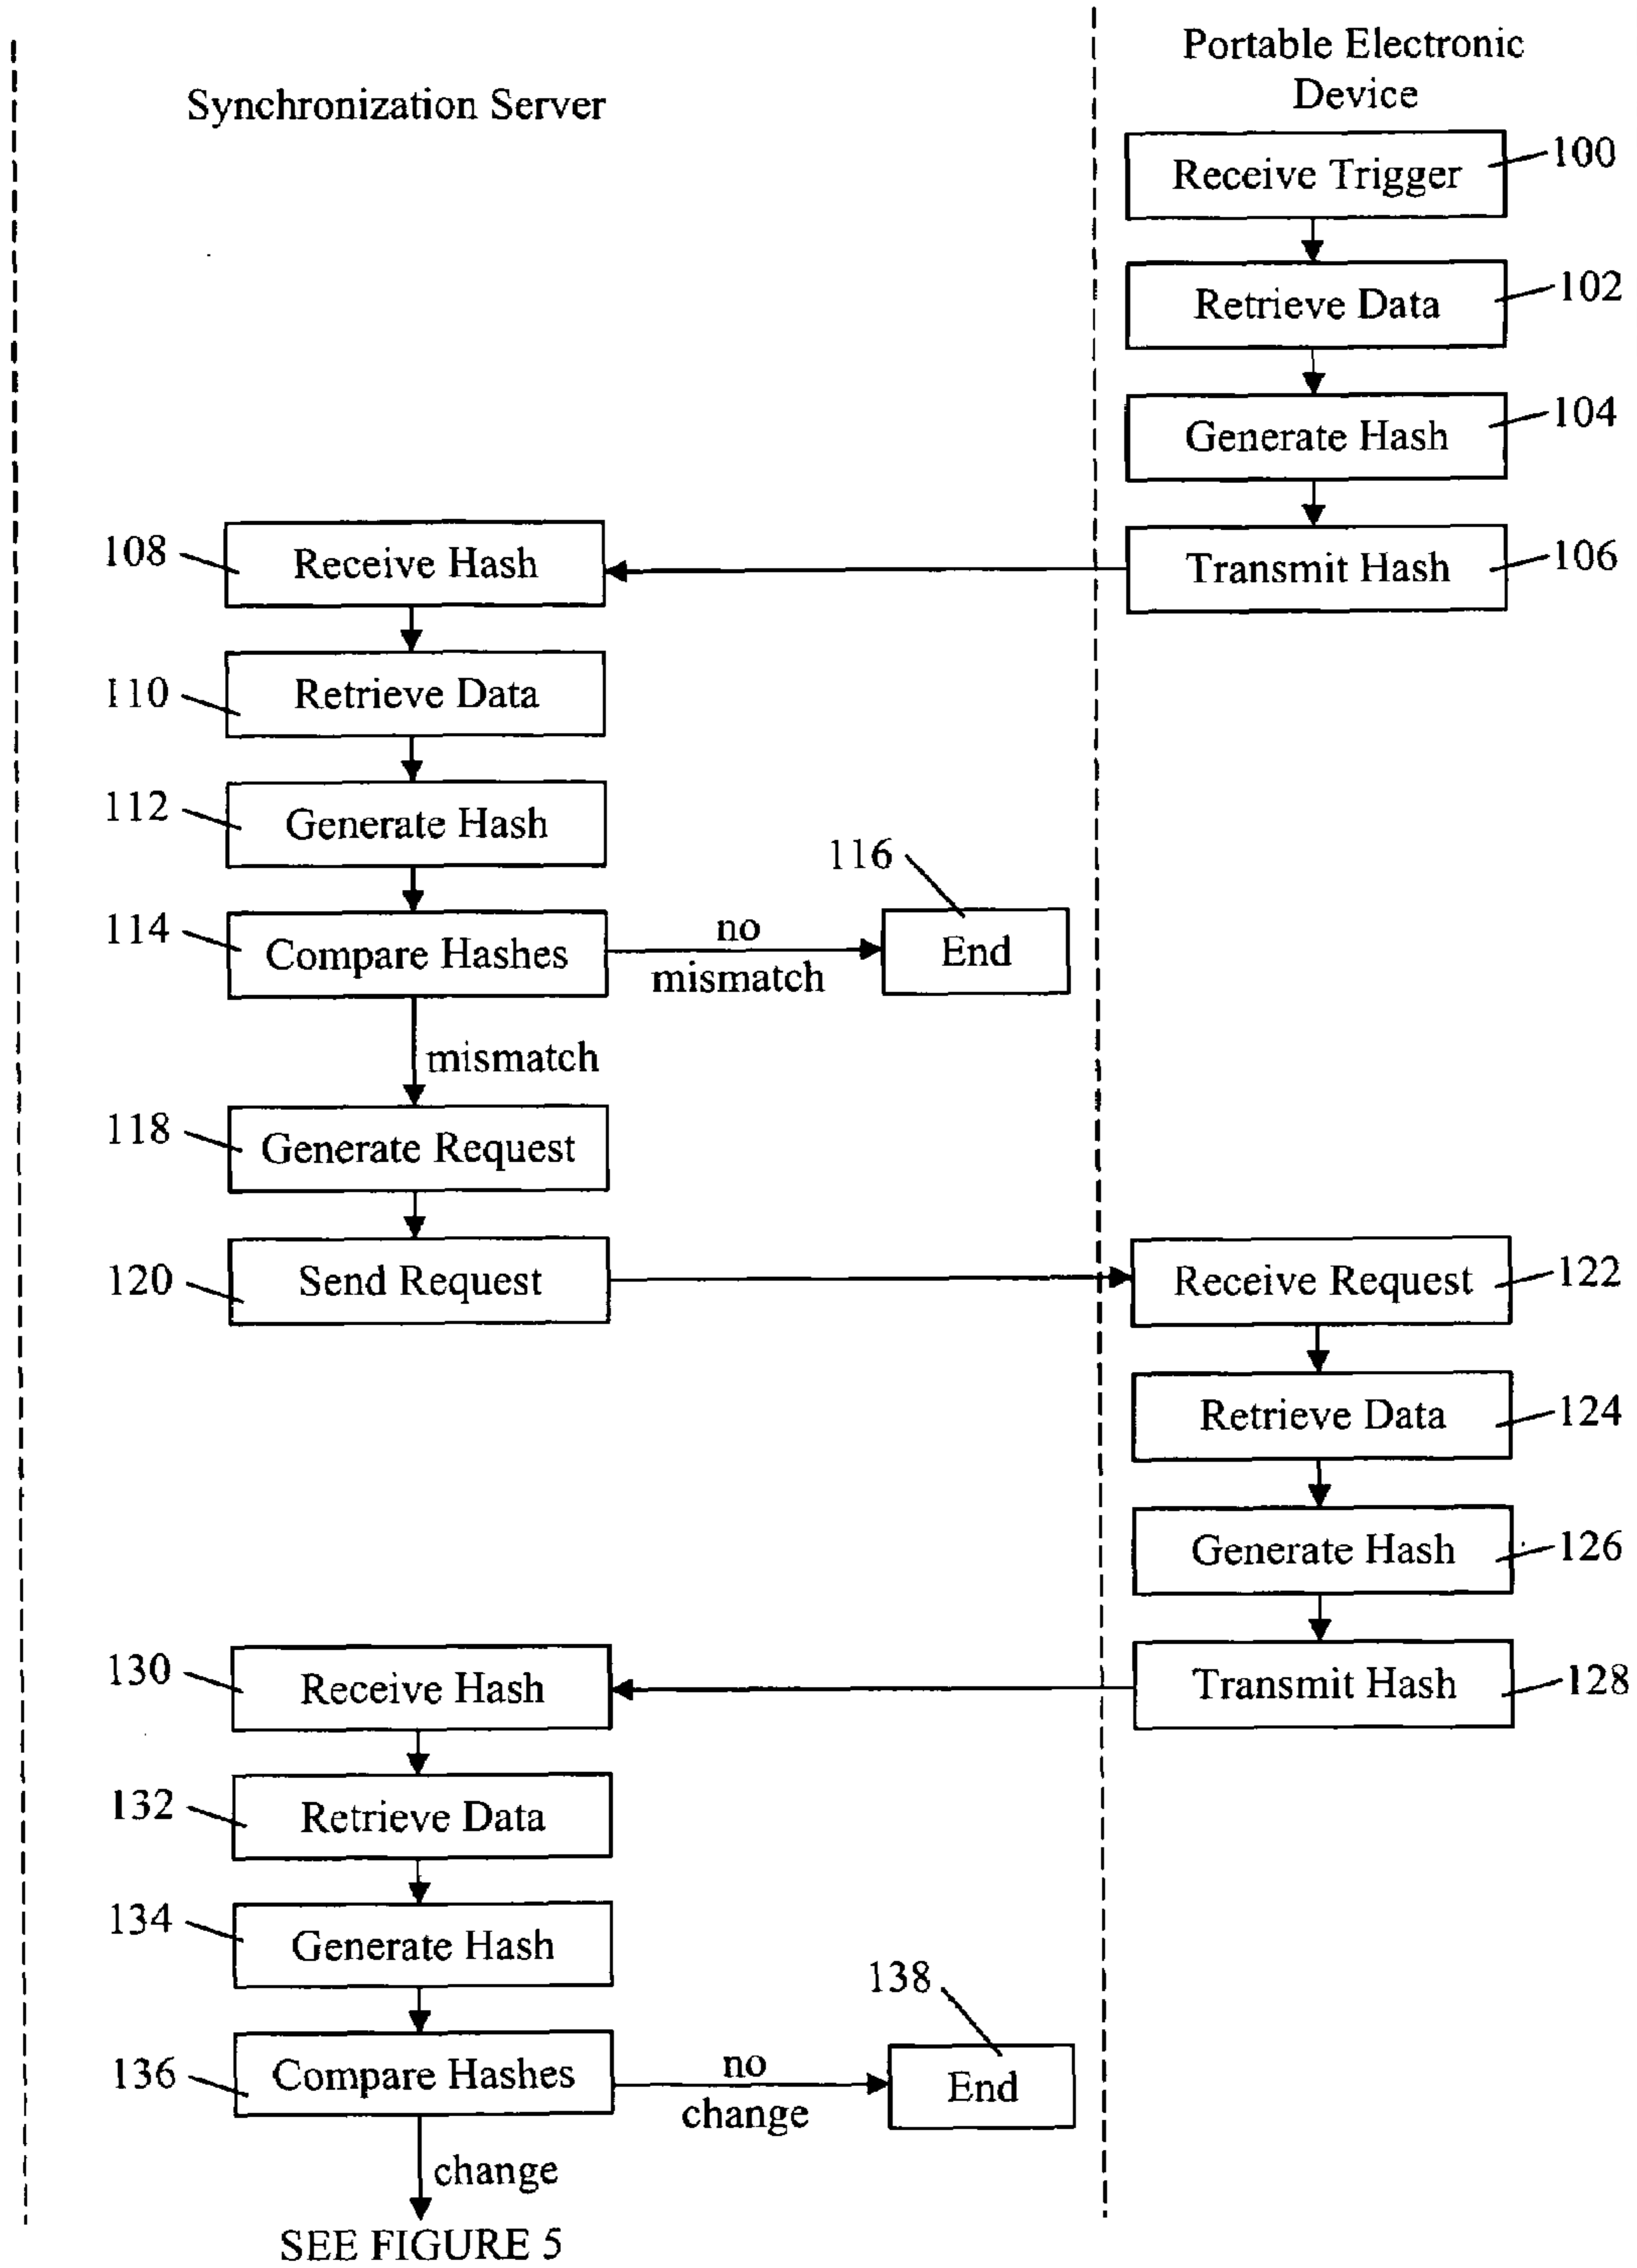 Synchronization Server
Portable Electronic
Device
Receive Trigger
100
Retrieve Data
102
Generate Hash
104
Transmit Hash
106
108
Receive Hash
110
Retrieve Data
112
Generate Hash
114
Compare Hashes
no
mismatch
116
End
mismatch
118
Generate Request
120
Send Request
Receive Request
122
Retrieve Data
124
Generate Hash
126
Transmit Hash
128
130
Receive Hash
132
Retrieve Data
134
Generate Hash
136
Compare Hashes
no
change
138
End
change
SEE FIGURE 5